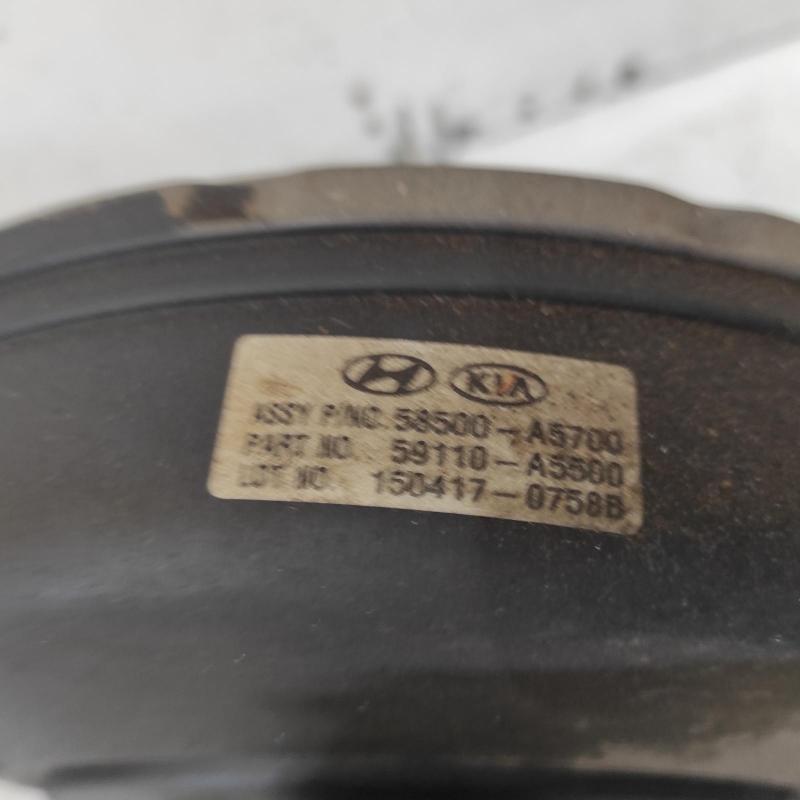 KIA
ASSY P/NO. 58500-A5700
PART NO. 59110-A5500
LOT NO. 150417-0758B